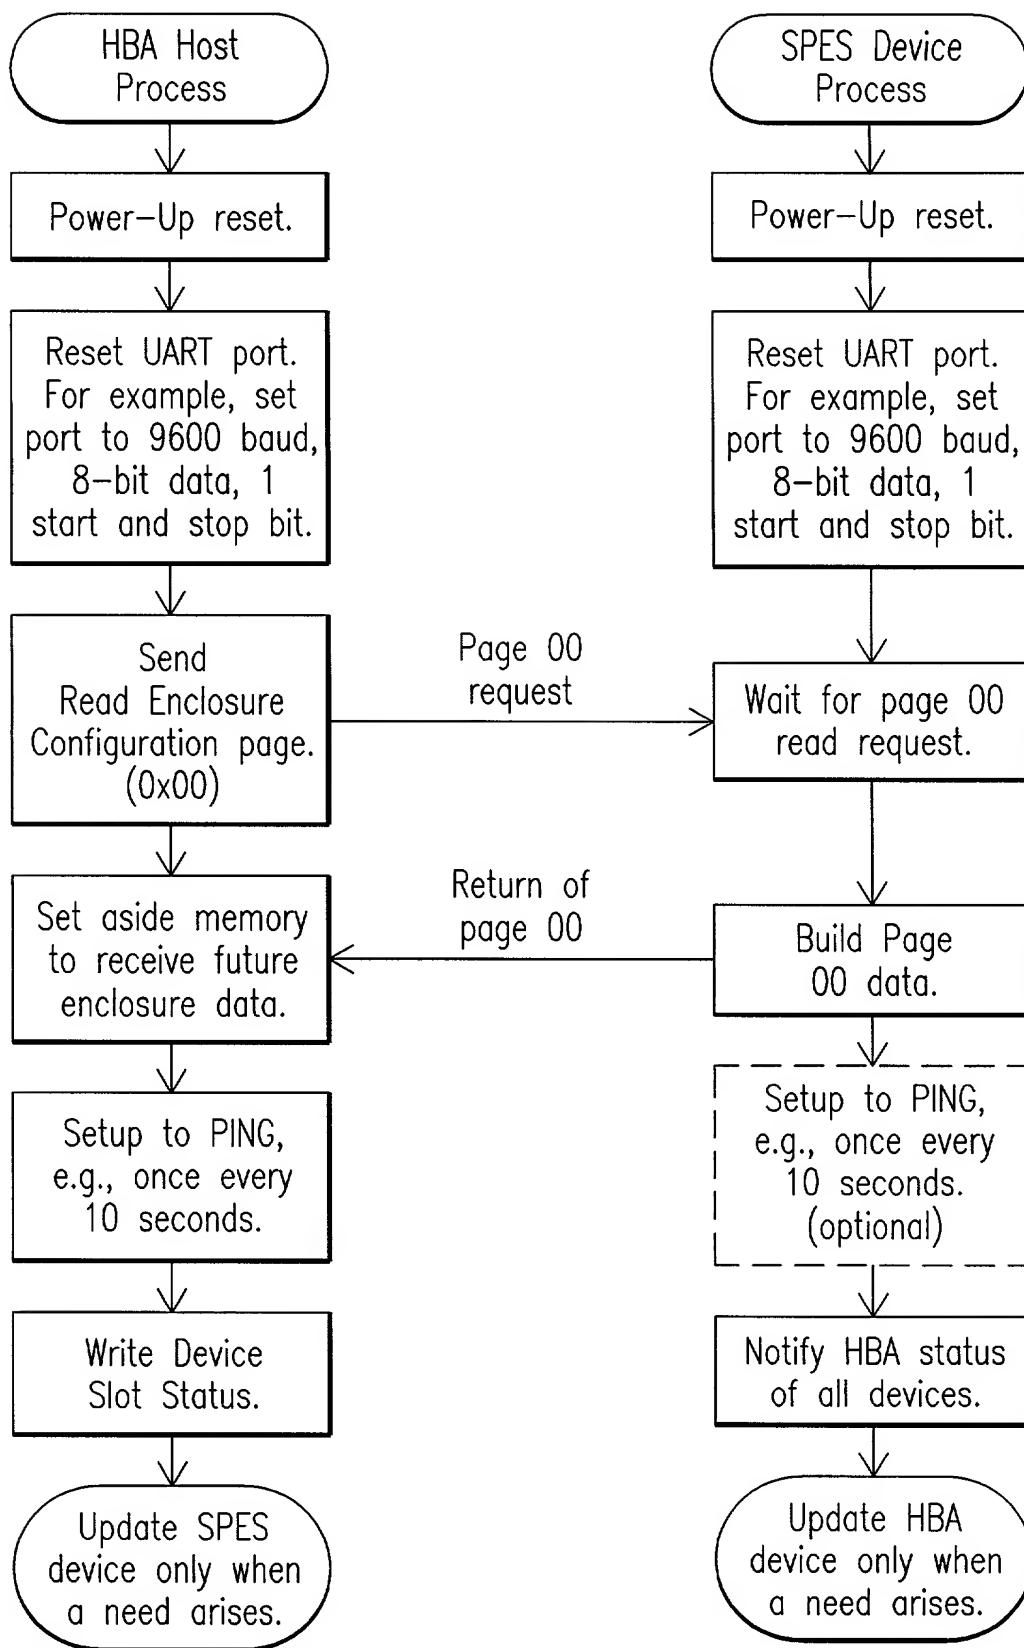 HBA Host
Process
Power-Up reset.
Reset UART port.
For example, set
port to 9600 baud,
8-bit data, 1
start and stop bit.
Send
Read Enclosure
Configuration page.
(0x00)
Set aside memory
to receive future
enclosure data.
Setup to PING,
e.g., once every
10 seconds.
Write Device
Slot Status.
Update SPES
device only when
a need arises.
Page 00
request
Return of
page 00
SPES Device
Process
Power-Up reset.
Reset UART port.
For example, set
port to 9600 baud,
8-bit data, 1
start and stop bit.
Wait for page 00
read request.
Build Page
00 data.
Setup to PING,
e.g., once every
10 seconds.
(optional)
Notify HBA status
of all devices.
Update HBA
device only when
a need arises.